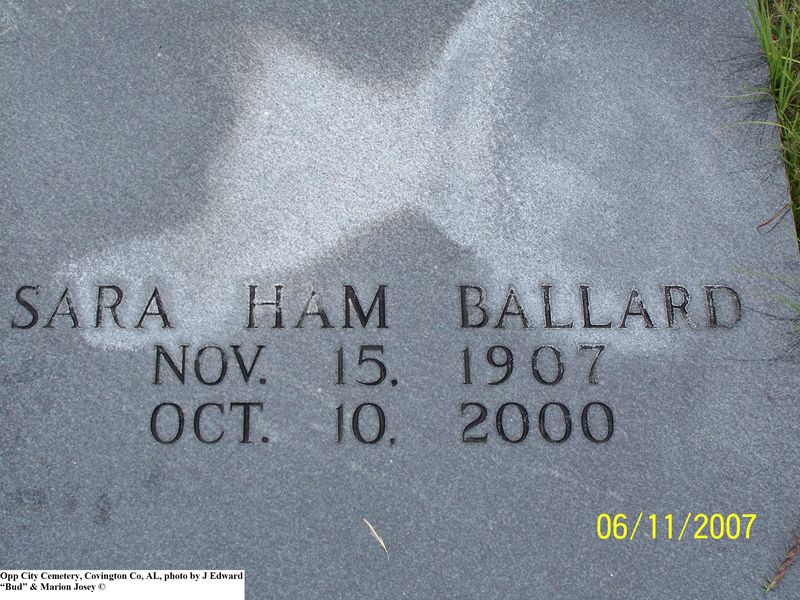 SARA HAM BALLARD
NOV. 15, 1907
OCT. 10, 2000
06/11/2007
Opp City Cemetery, Covington Co, AL, photo by J Edward
“Bud” & Marion Josey ©